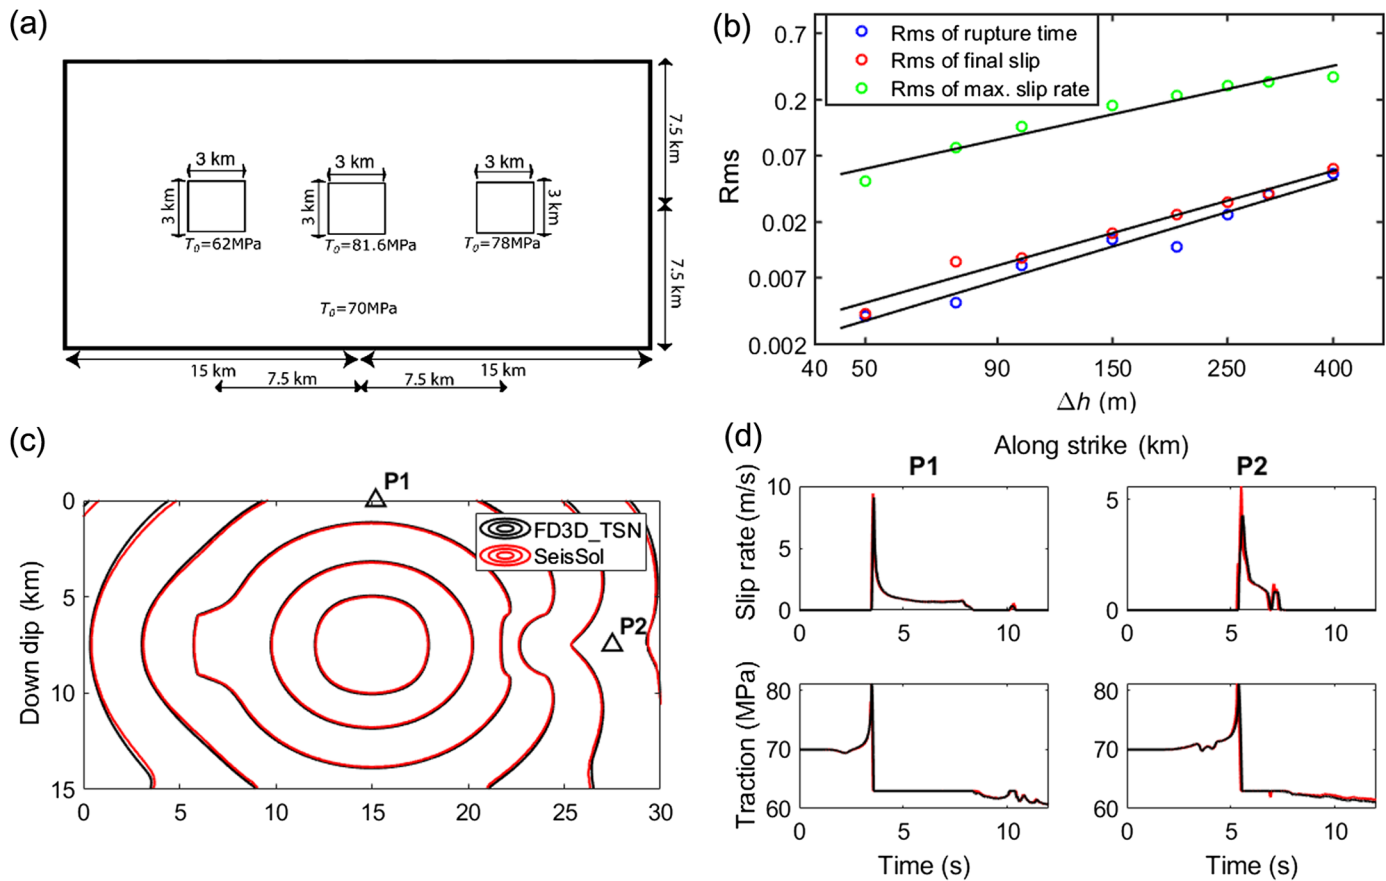 (a)
3 km
3 km
3 km
3 km
3 km
3 km
T₀=62MPa
T₀=81.6MPa
T₀=78MPa
T₀=70MPa
7.5 km
7.5 km
15 km
15 km
7.5 km
7.5 km
(b)
Rms of rupture time
Rms of final slip
Rms of max. slip rate
Rms
0.7
0.2
0.07
0.02
0.007
0.002
40 50 90 150 250 400
Δh (m)
(c)
P1
FD3D_TSN
SeisSol
P2
Down dip (km)
0
5
10
15
0 5 10 15 20 25 30
(d)
Along strike (km)
P1 P2
Slip rate (m/s)
10
5
0
0 5 10
5
0
0 5 10
Traction (MPa)
80
70
60
0 5 10
80
70
60
0 5 10
Time (s) Time (s)